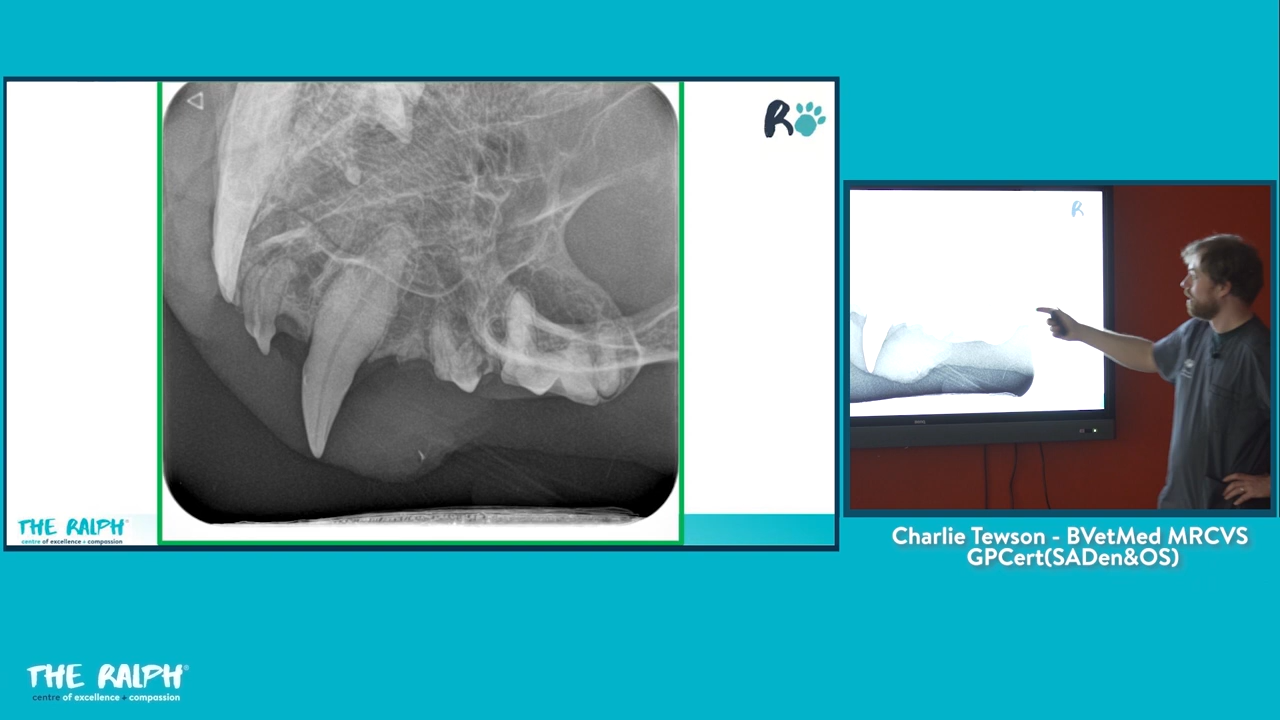 R
THE RALPH®
centre of excellence + compassion
R
Charlie Tewson - BVetMed MRCVS
GPCert(SADen&OS)
THE RALPH®
centre of excellence + compassion